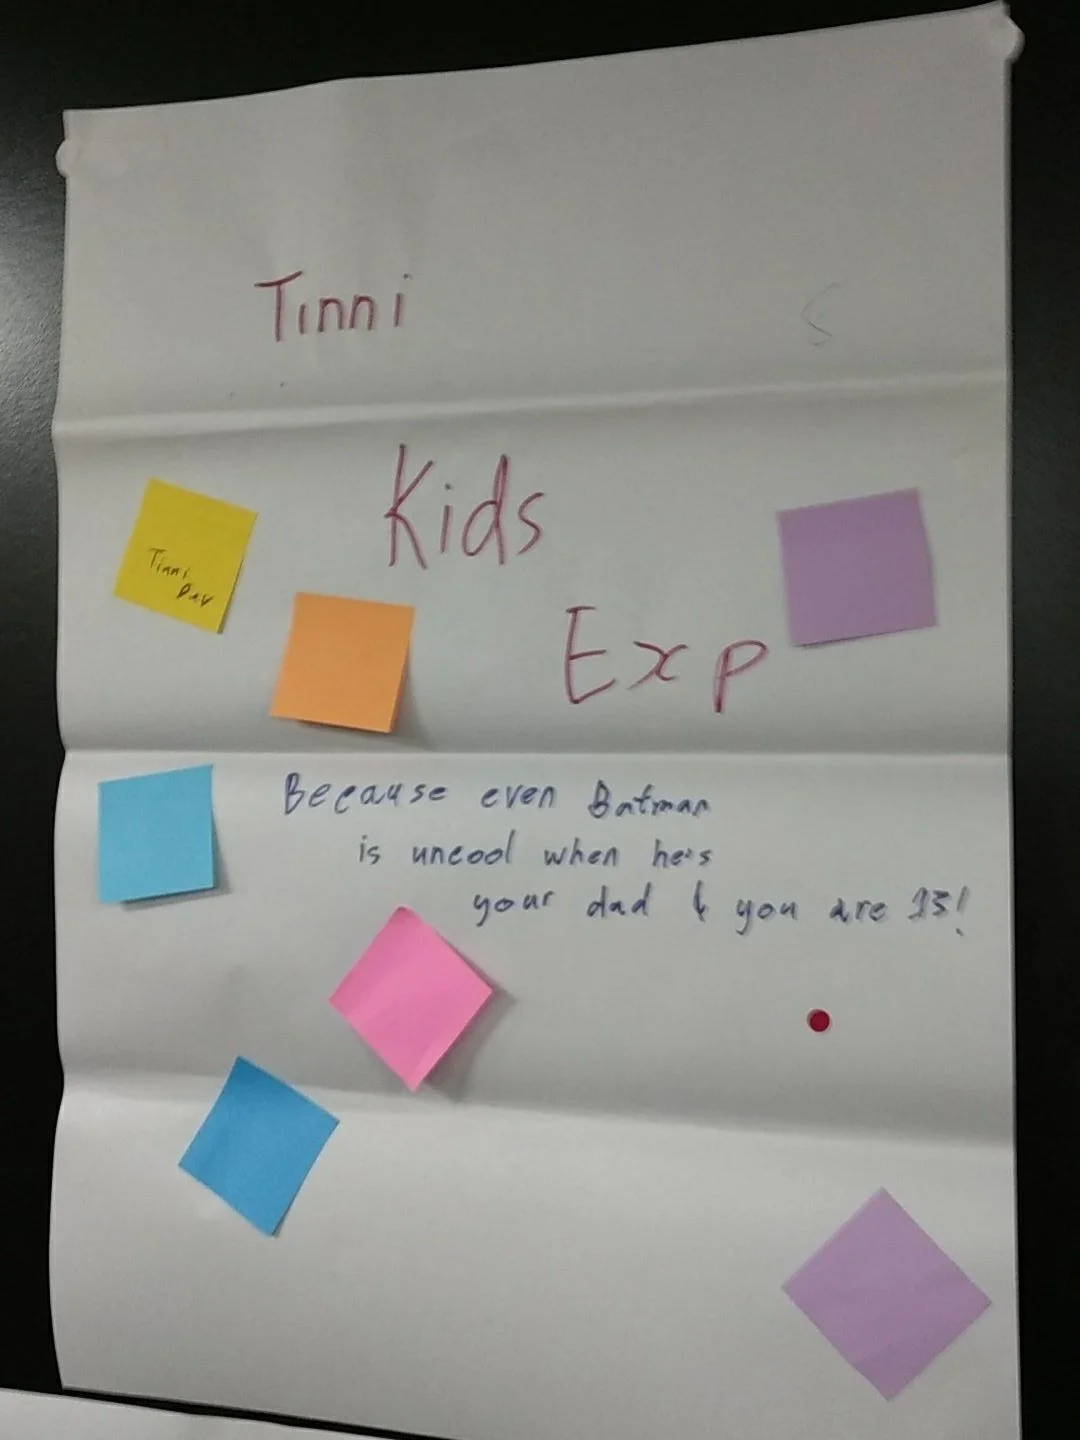 Tinni
S
Kids
Exp
Tinni
Dev
Because even Batman
is uncool when he's
your dad & you are 13!